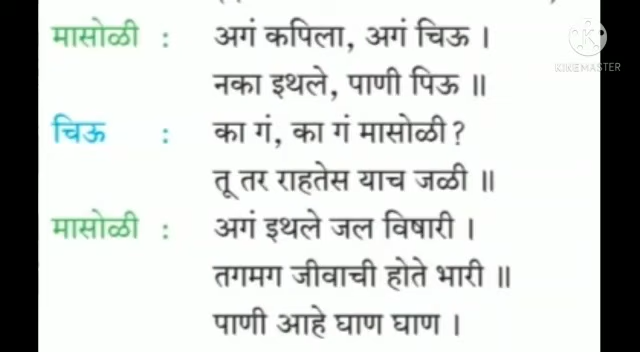 मासोळी : अगं कपिला, अगं चिऊ ।
नका इथले, पाणी पिऊ ॥
चिऊ : का गं, का गं मासोळी ?
तू तर राहतेस याच जळी ॥
मासोळी : अगं इथले जल विषारी ।
तगमग जीवाची होते भारी ॥
पाणी आहे घाण घाण ।
KINEMASTER